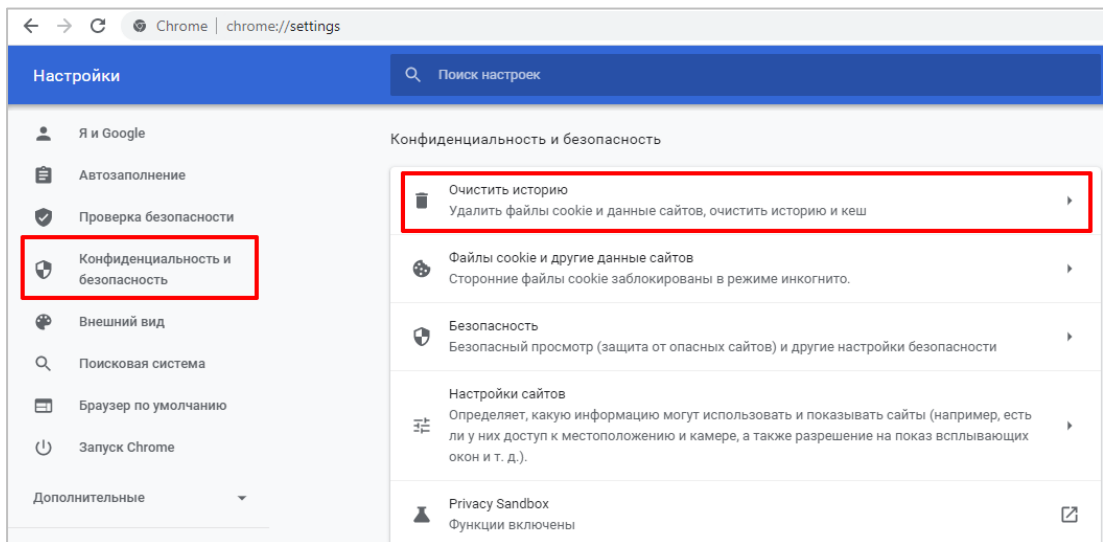 Chrome | chrome://settings
Настройки
Поиск настроек
Я и Google
Автозаполнение
Проверка безопасности
Конфиденциальность и
безопасность
Внешний вид
Поисковая система
Браузер по умолчанию
Запуск Chrome
Дополнительные
Конфиденциальность и безопасность
Очистить историю
Удалить файлы cookie и данные сайтов, очистить историю и кеш
Файлы cookie и другие данные сайтов
Сторонние файлы cookie заблокированы в режиме инкогнито.
Безопасность
Безопасный просмотр (защита от опасных сайтов) и другие настройки безопасности
Настройки сайтов
Определяет, какую информацию могут использовать и показывать сайты (например, есть
ли у них доступ к местоположению и камере, а также разрешение на показ всплывающих
окон и т. д.).
Privacy Sandbox
Функции включены